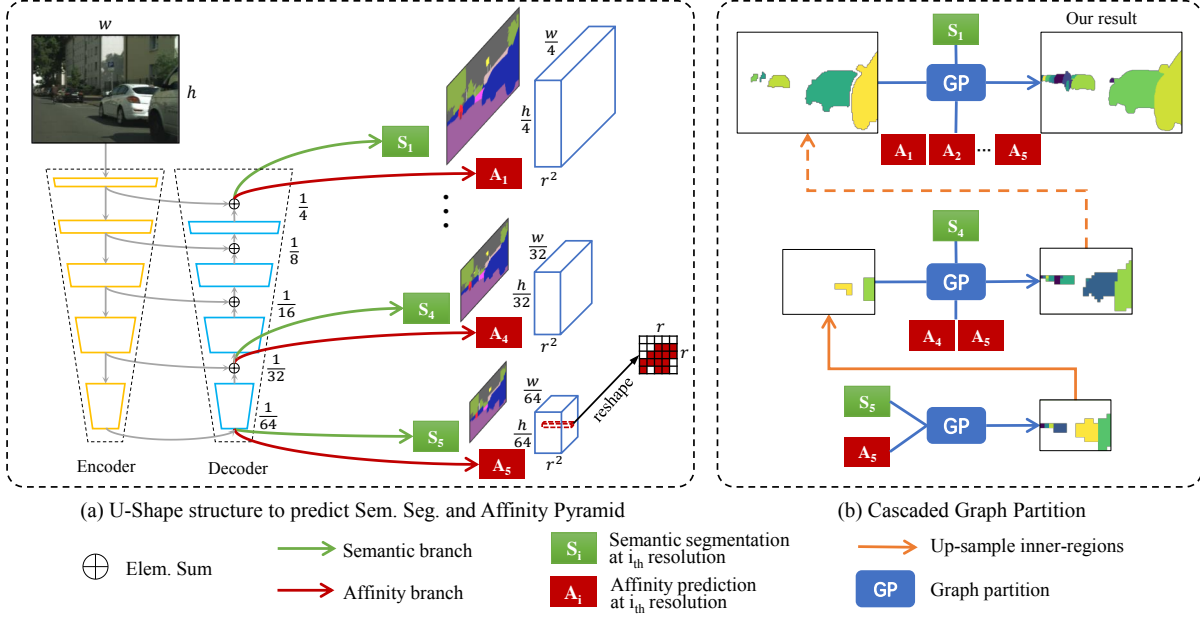 w
h
S₁
A₁
w/4
h/4
r²
1/4
1/8
1/16
1/32
1/64
⋮
S₄
A₄
w/32
h/32
r²
S₅
A₅
w/64
h/64
r²
reshape
r
r
Encoder
Decoder
(a) U-Shape structure to predict Sem. Seg. and Affinity Pyramid
S₁
Our result
GP
A₁ A₂ ... A₅
S₄
GP
A₄ A₅
S₅
GP
A₅
(b) Cascaded Graph Partition
Elem. Sum
Semantic branch
Affinity branch
Sᵢ
Semantic segmentation
at i_th resolution
Aᵢ
Affinity prediction
at i_th resolution
Up-sample inner-regions
GP
Graph partition